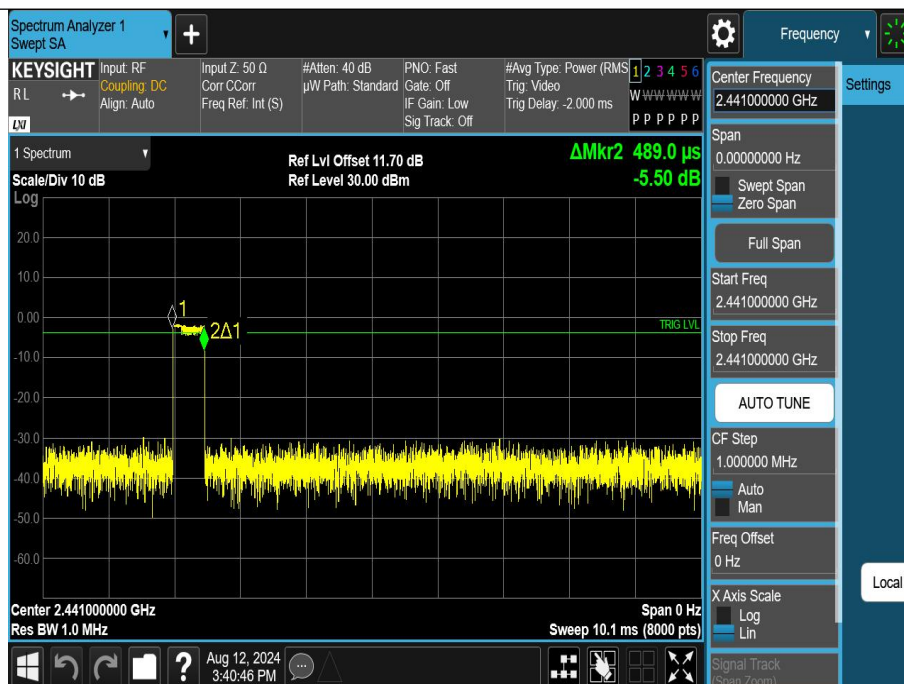 Spectrum Analyzer 1
Swept SA
+
Frequency
KEYSIGHT
R L
LXI
Input: RF
Coupling: DC
Align: Auto
Input Z: 50 Ω
Corr CCorr
Freq Ref: Int (S)
#Atten: 40 dB
µW Path: Standard
PNO: Fast
Gate: Off
IF Gain: Low
Sig Track: Off
#Avg Type: Power (RMS
Trig: Video
Trig Delay: -2.000 ms
1 2 3 4 5 6
W W W W W W
P P P P P P
1 Spectrum
Scale/Div 10 dB
Log
Ref Lvl Offset 11.70 dB
Ref Level 30.00 dBm
ΔMkr2 489.0 µs
-5.50 dB
20.0
10.0
0.00
-10.0
-20.0
-30.0
-40.0
-50.0
-60.0
1
2Δ1
TRIG LVL
Center 2.441000000 GHz
Res BW 1.0 MHz
Span 0 Hz
Sweep 10.1 ms (8000 pts)
Center Frequency
2.441000000 GHz
Span
0.00000000 Hz
Swept Span
Zero Span
Full Span
Start Freq
2.441000000 GHz
Stop Freq
2.441000000 GHz
AUTO TUNE
CF Step
1.000000 MHz
Auto
Man
Freq Offset
0 Hz
X Axis Scale
Log
Lin
Signal Track
(Span Zoom)
Settings
Local
?
Aug 12, 2024
3:40:46 PM